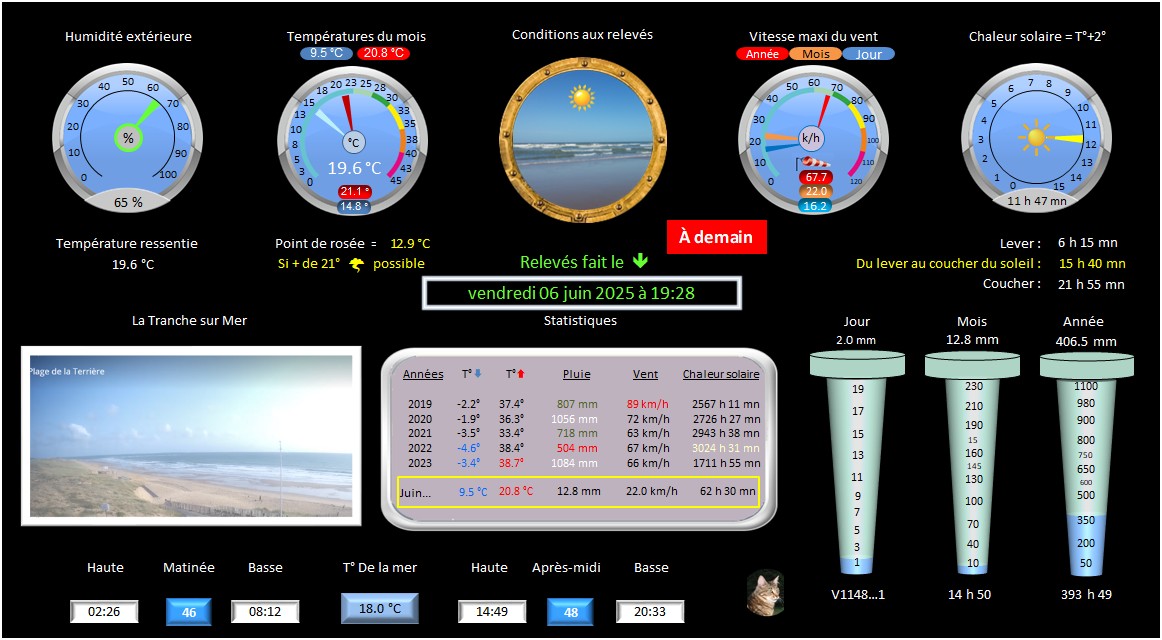 Humidité extérieure
Températures du mois
9.5 °C 20.8 °C
Conditions aux relevés
Vitesse maxi du vent
Année Mois Jour
Chaleur solaire = T°+2°
0 10 20 30 40 50 60 70 80 90 100
%
65 %
0 3 5 8 10 13 15 18 20 23 25 28 30 33 35 38 40 43 45
°C
19.6 °C
21.1 °
14.8 °
0 10 20 30 40 50 60 70 80 90 100 110 120
k/h
67.7
22.0
16.2
0 1 2 3 4 5 6 7 8 9 10 11 12 13 14 15
11 h 47 mn
Température ressentie
19.6 °C
Point de rosée = 12.9 °C
Si + de 21° possible
À demain
Relevés fait le
vendredi 06 juin 2025 à 19:28
Lever : 6 h 15 mn
Du lever au coucher du soleil : 15 h 40 mn
Coucher : 21 h 55 mn
La Tranche sur Mer
Plage de la Terrière
Statistiques
Années T° T° Pluie Vent Chaleur solaire
2019 -2.2° 37.4° 807 mm 89 km/h 2567 h 11 mn
2020 -1.9° 36.3° 1056 mm 72 km/h 2726 h 27 mn
2021 -3.5° 33.4° 718 mm 63 km/h 2943 h 38 mn
2022 -4.6° 38.4° 504 mm 67 km/h 3024 h 31 mn
2023 -3.4° 38.7° 1084 mm 66 km/h 1711 h 55 mn
Juin... 9.5 °C 20.8 °C 12.8 mm 22.0 km/h 62 h 30 mn
Jour
2.0 mm
19
17
15
13
11
9
7
5
3
1
V1148...1
Mois
12.8 mm
230
210
190
15
160
145
130
100
70
40
10
14 h 50
Année
406.5 mm
1100
980
900
800
750
650
600
500
350
200
50
393 h 49
Haute Matinée Basse T° De la mer Haute Après-midi Basse
02:26 46 08:12 18.0 °C 14:49 48 20:33